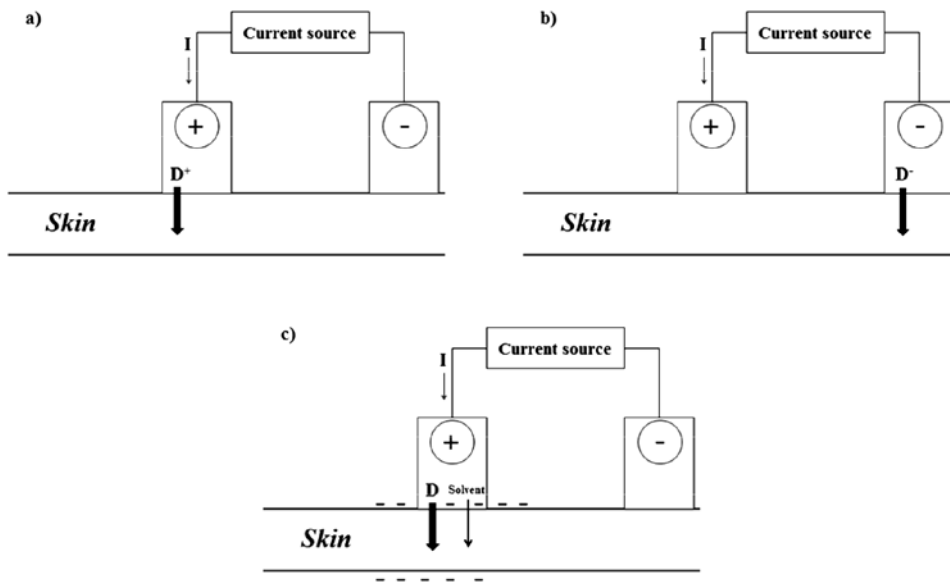 a)
Current source
I
+
-
D⁺
Skin
b)
Current source
I
+
-
D⁻
Skin
c)
Current source
I
+
-
D Solvent
- - - - - -
Skin
- - - - -